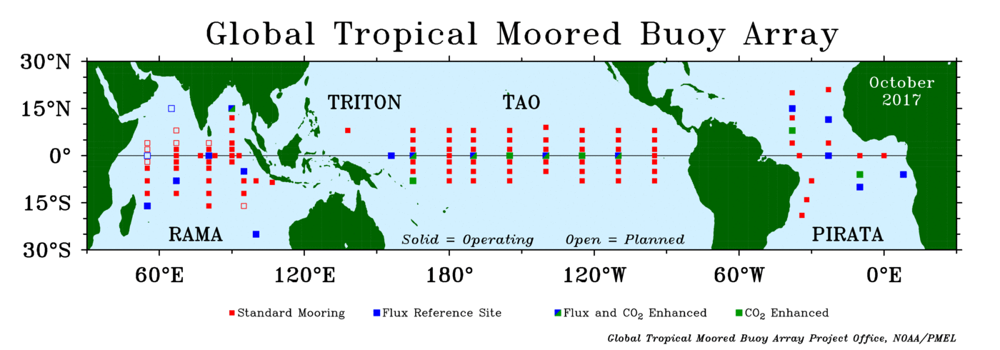 Global Tropical Moored Buoy Array
30°N
15°N
0°
15°S
30°S
October
2017
TRITON
TAO
RAMA
PIRATA
Solid = Operating
Open = Planned
60°E
120°E
180°
120°W
60°W
0°E
Standard Mooring
Flux Reference Site
Flux and CO₂ Enhanced
CO₂ Enhanced
Global Tropical Moored Buoy Array Project Office, NOAA/PMEL